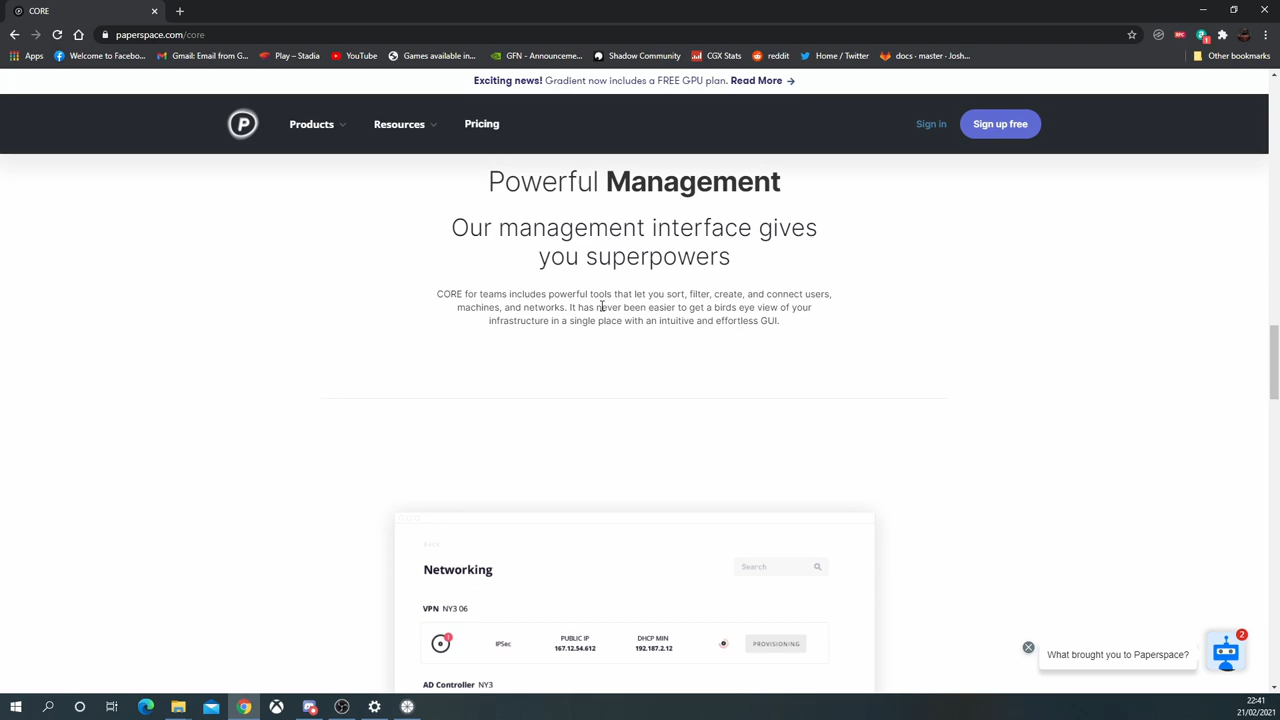 CORE
paperspace.com/core
Apps
Welcome to Faceboo...
Gmail: Email from G...
Play – Stadia
YouTube
Games available in...
GFN - Announceme...
Shadow Community
CGX Stats
reddit
Home / Twitter
docs · master · Josh...
Other bookmarks
Exciting news! Gradient now includes a FREE GPU plan. Read More →
P
Products
Resources
Pricing
Sign in
Sign up free
Powerful Management
Our management interface gives
you superpowers
CORE for teams includes powerful tools that let you sort, filter, create, and connect users,
machines, and networks. It has never been easier to get a birds eye view of your
infrastructure in a single place with an intuitive and effortless GUI.
BACK
Networking
Search
VPN NY3 06
1
IPSec
PUBLIC IP
167.12.54.612
DHCP MIN
192.187.2.12
PROVISIONING
AD Controller NY3
What brought you to Paperspace?
2
22:41
21/02/2021